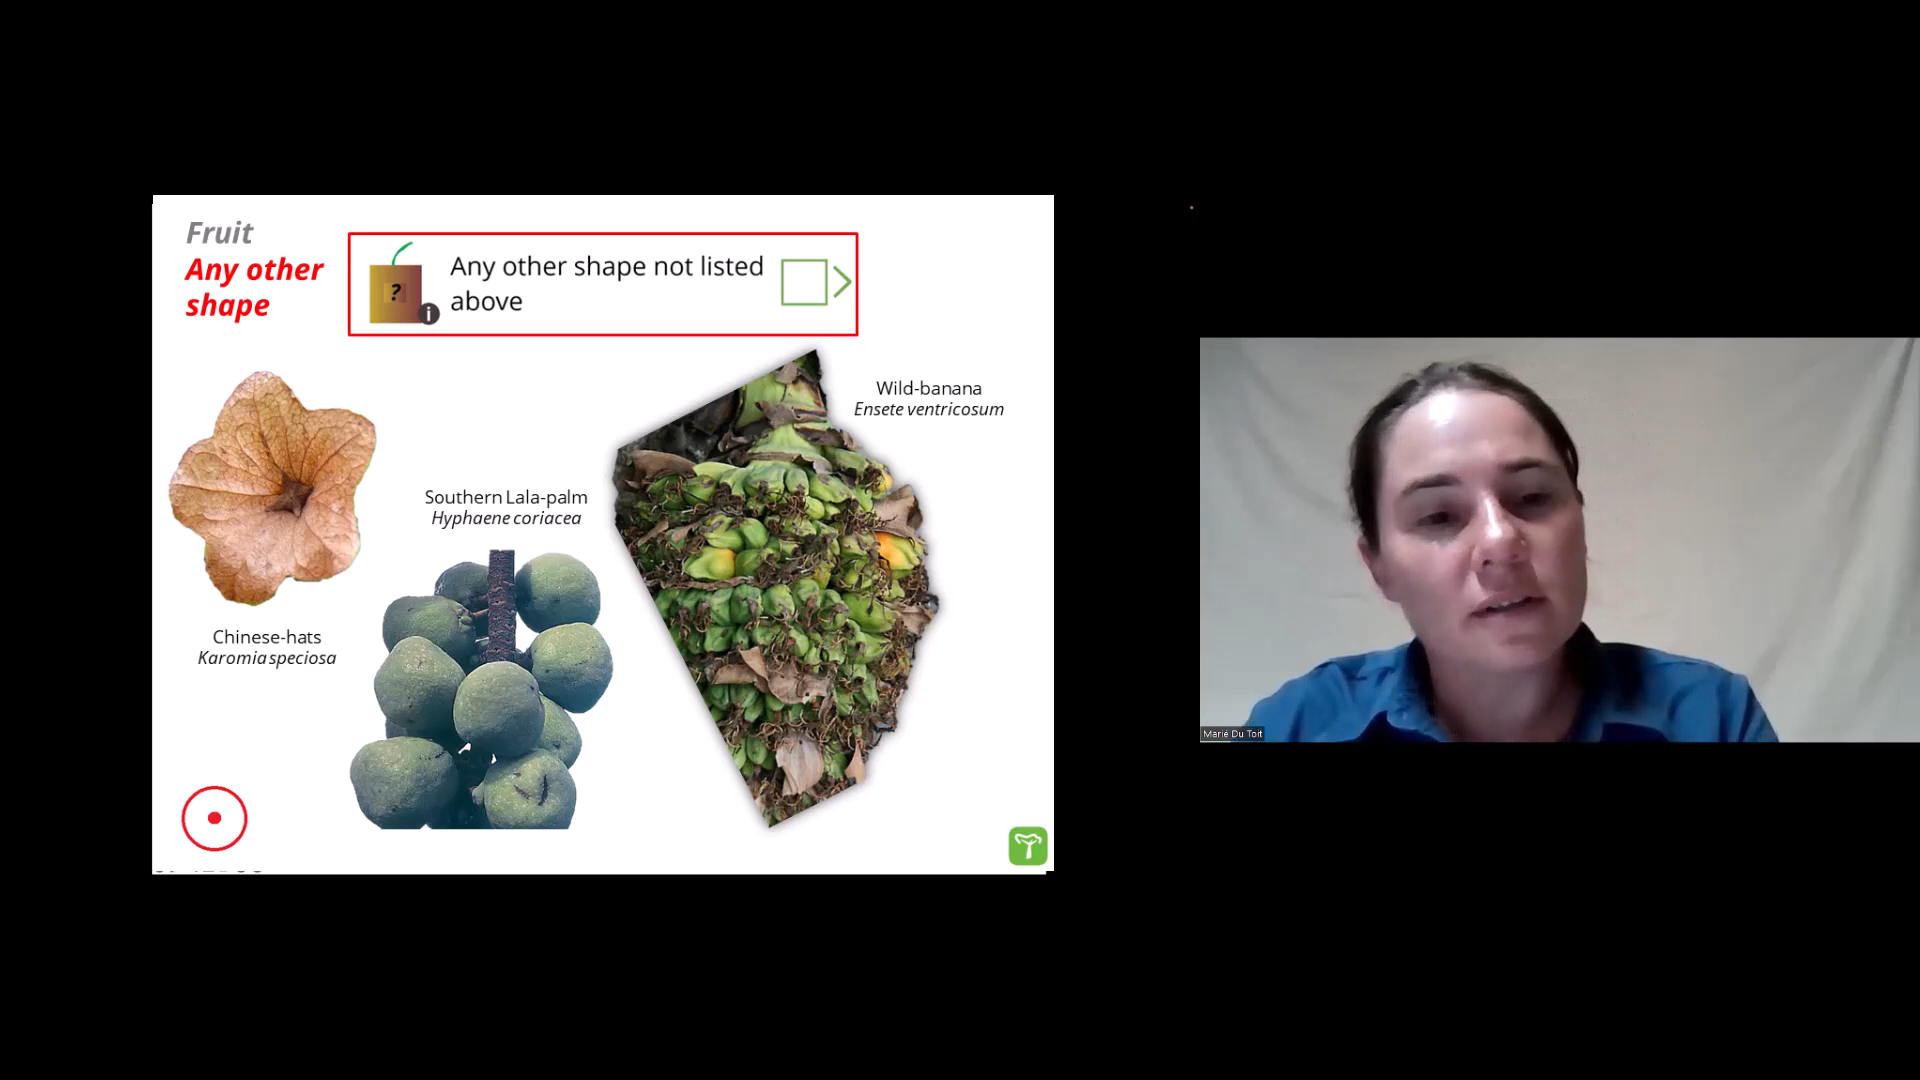 Fruit
Any other
shape
?
i
Any other shape not listed
above
Wild-banana
Ensete ventricosum
Southern Lala-palm
Hyphaene coriacea
Chinese-hats
Karomia speciosa
Marié Du Toit